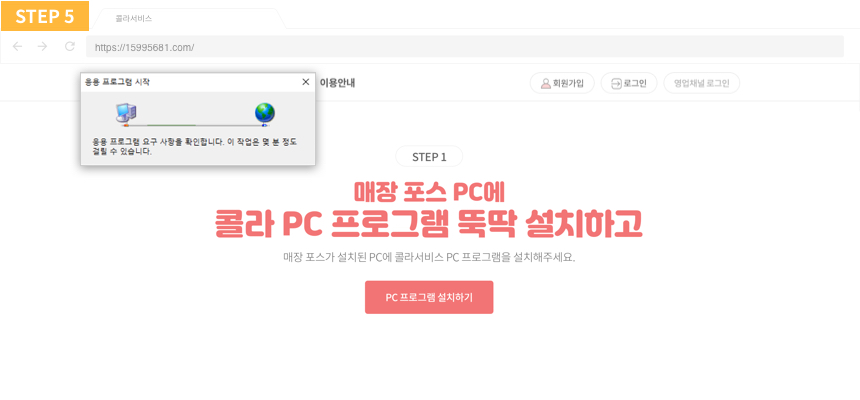 STEP 5
콜라서비스
https://15995681.com/
응용 프로그램 시작
이용안내
회원가입
로그인
영업채널 로그인
응용 프로그램 요구 사항을 확인합니다. 이 작업은 몇 분 정도
걸릴 수 있습니다.
STEP 1
매장 포스 PC에
콜라 PC 프로그램 뚝딱 설치하고
매장 포스가 설치된 PC에 콜라서비스 PC 프로그램을 설치해주세요.
PC 프로그램 설치하기